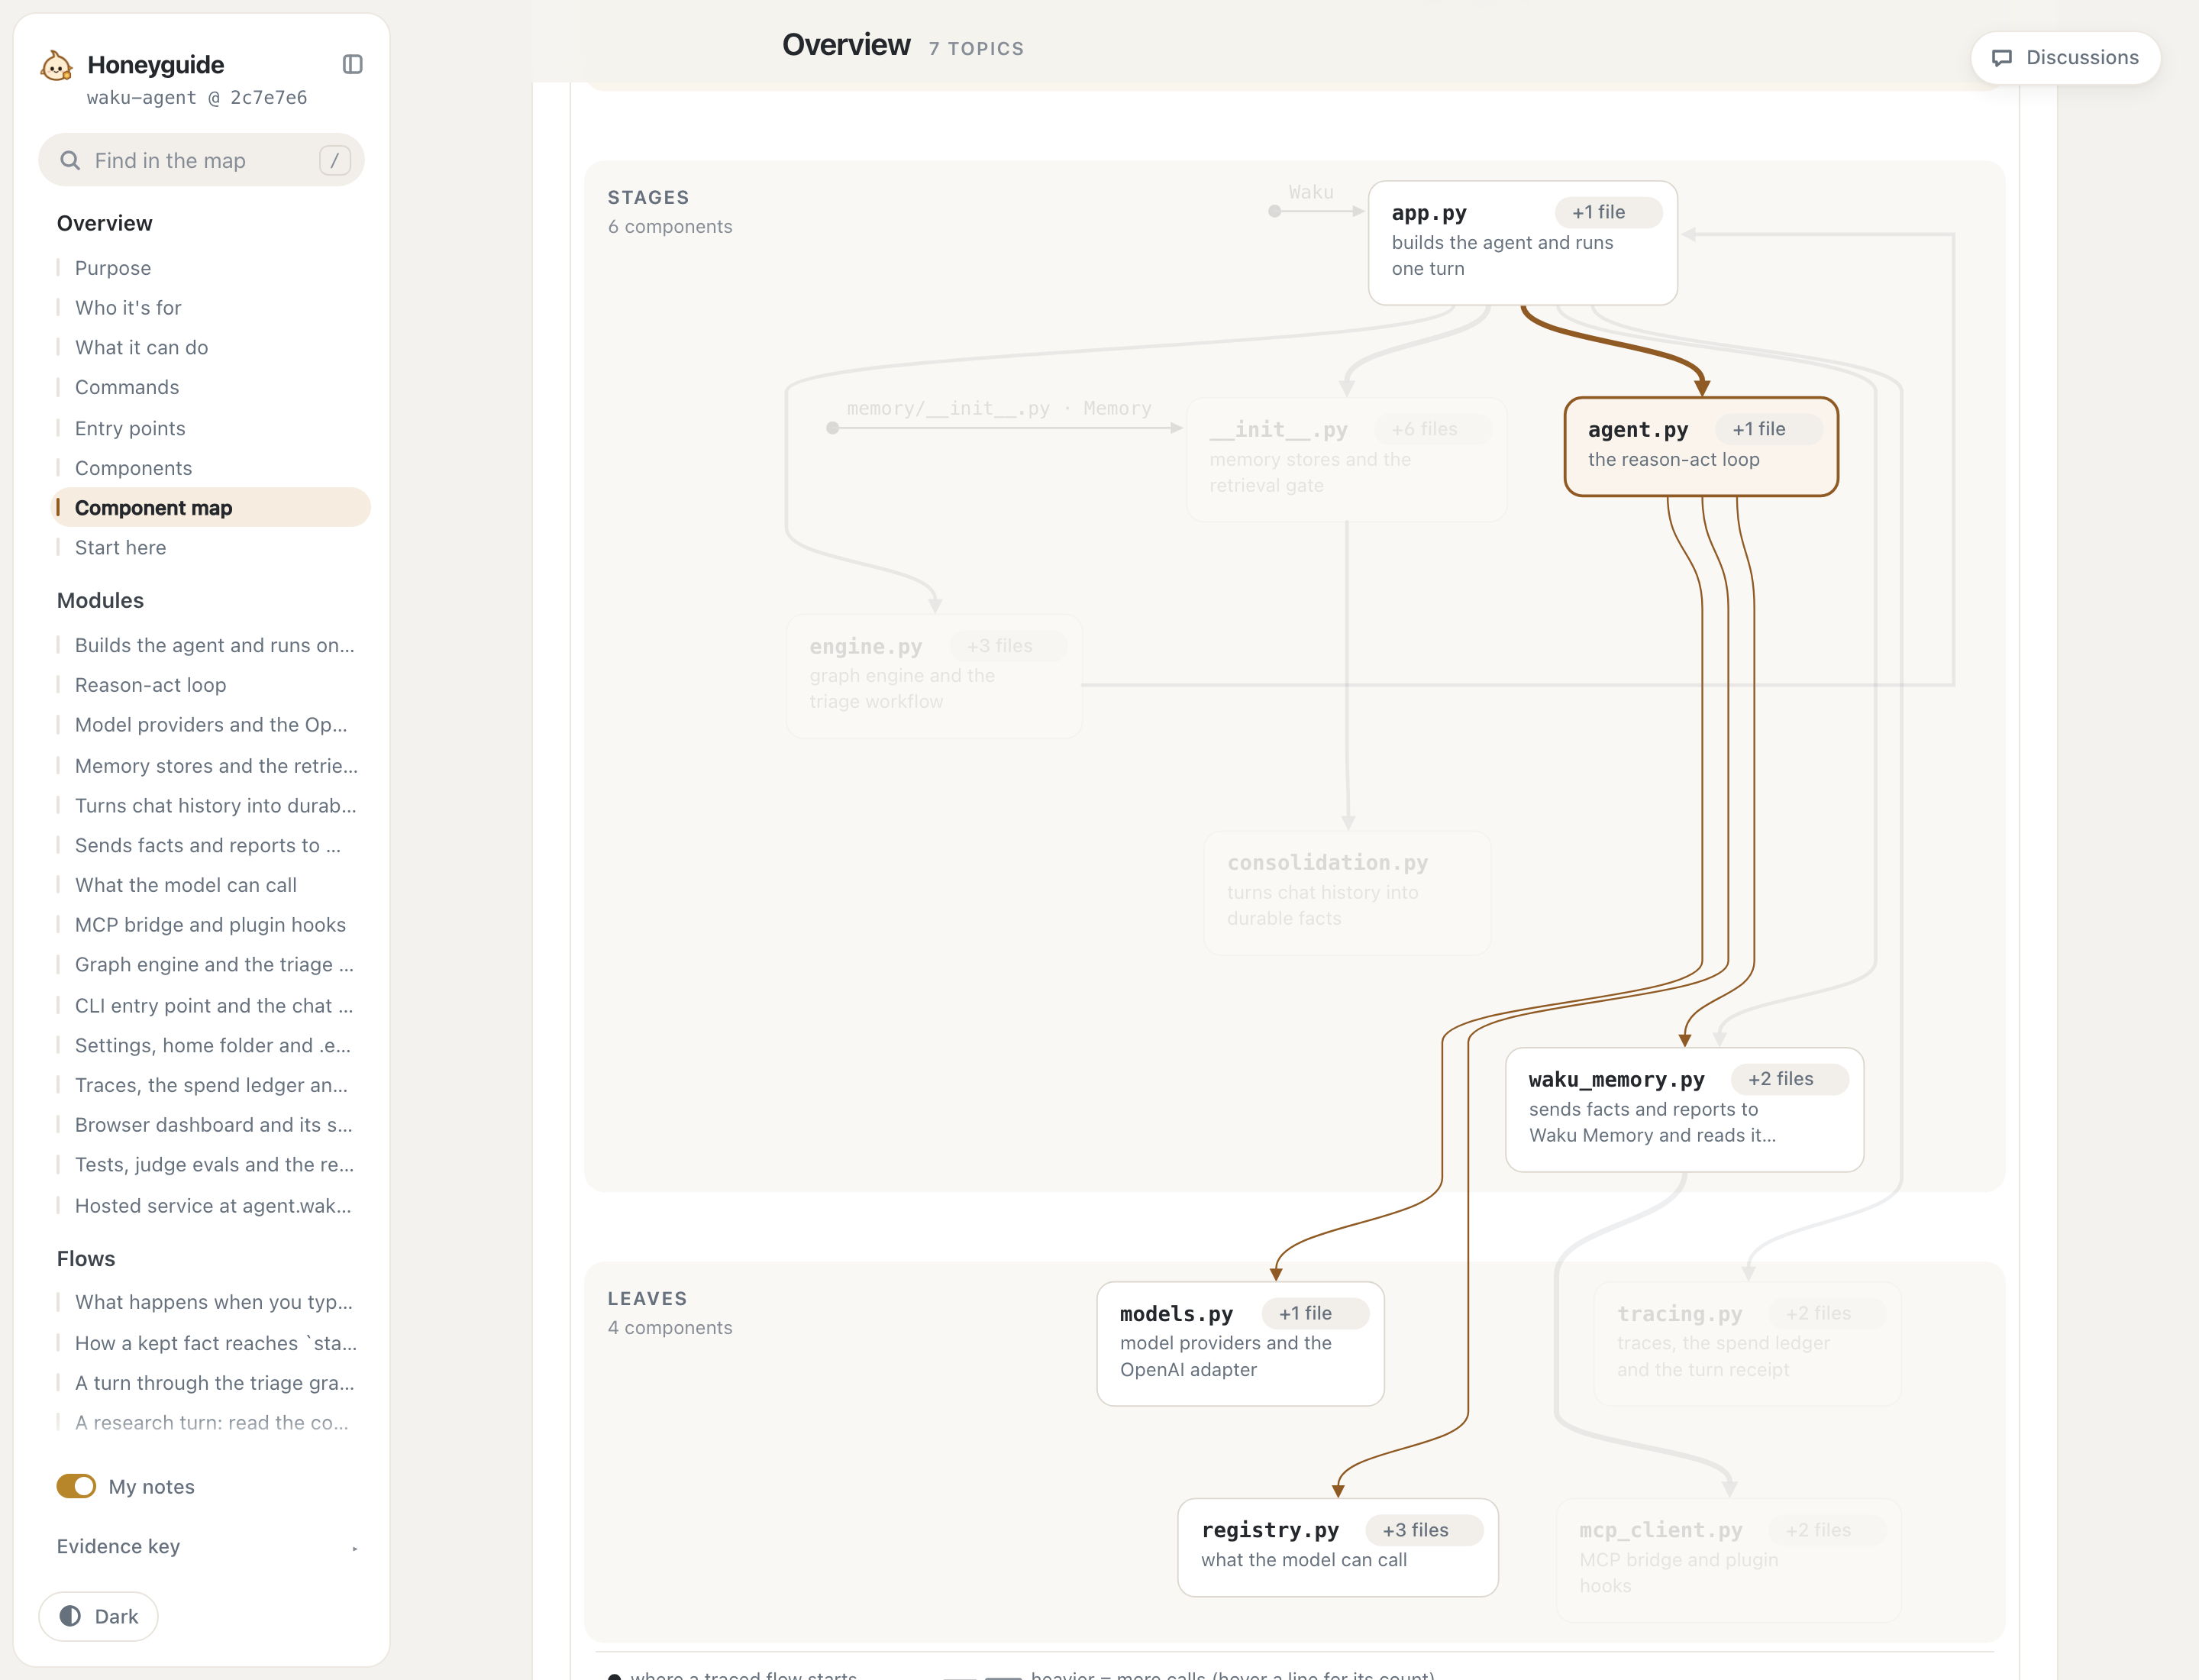 Honeyguide
waku-agent @ 2c7e7e6
Find in the map
/
Overview
Purpose
Who it's for
What it can do
Commands
Entry points
Components
Component map
Start here
Modules
Builds the agent and runs on...
Reason-act loop
Model providers and the Op...
Memory stores and the retrie...
Turns chat history into durab...
Sends facts and reports to ...
What the model can call
MCP bridge and plugin hooks
Graph engine and the triage ...
CLI entry point and the chat ...
Settings, home folder and .e...
Traces, the spend ledger an...
Browser dashboard and its s...
Tests, judge evals and the re...
Hosted service at agent.wak...
Flows
What happens when you typ...
How a kept fact reaches `sta...
A turn through the triage gra...
A research turn: read the co...
My notes
Evidence key
Dark
Overview 7 TOPICS
Discussions
STAGES
6 components
Waku
app.py +1 file
builds the agent and runs
one turn
memory/__init__.py · Memory
__init__.py +6 files
memory stores and the
retrieval gate
agent.py +1 file
the reason-act loop
engine.py +3 files
graph engine and the
triage workflow
consolidation.py
turns chat history into
durable facts
waku_memory.py +2 files
sends facts and reports to
Waku Memory and reads it...
LEAVES
4 components
models.py +1 file
model providers and the
OpenAI adapter
tracing.py +2 files
traces, the spend ledger
and the turn receipt
registry.py +3 files
what the model can call
mcp_client.py +2 files
MCP bridge and plugin
hooks
where a traced flow starts
heavier = more calls (hover a line for its count)